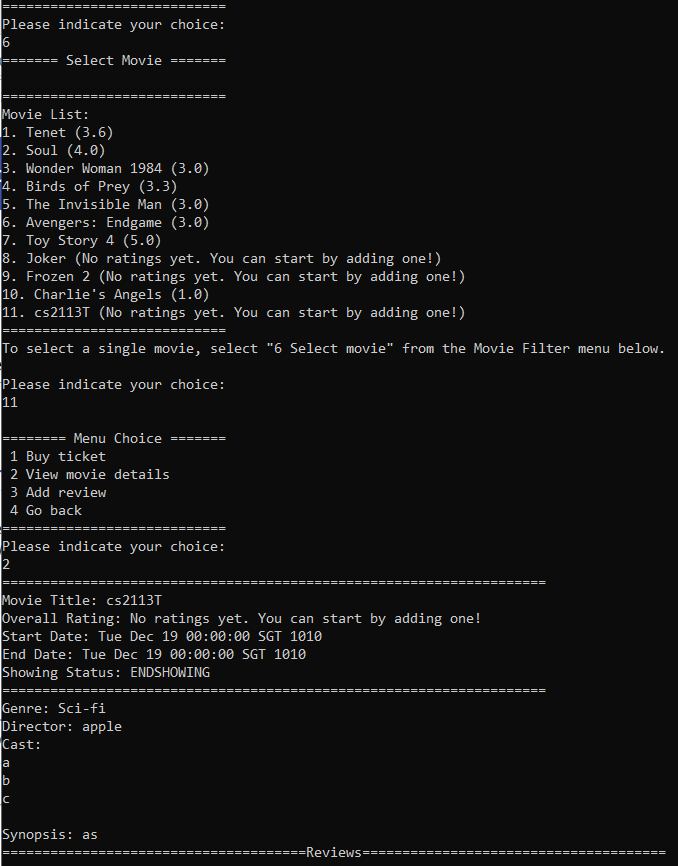 ============================
Please indicate your choice:
6
======= Select Movie =======

============================
Movie List:
1. Tenet (3.6)
2. Soul (4.0)
3. Wonder Woman 1984 (3.0)
4. Birds of Prey (3.3)
5. The Invisible Man (3.0)
6. Avengers: Endgame (3.0)
7. Toy Story 4 (5.0)
8. Joker (No ratings yet. You can start by adding one!)
9. Frozen 2 (No ratings yet. You can start by adding one!)
10. Charlie's Angels (1.0)
11. cs2113T (No ratings yet. You can start by adding one!)
============================
To select a single movie, select "6 Select movie" from the Movie Filter menu below.

Please indicate your choice:
11

======== Menu Choice =======
 1 Buy ticket
 2 View movie details
 3 Add review
 4 Go back
============================
Please indicate your choice:
2
====================================================================
Movie Title: cs2113T
Overall Rating: No ratings yet. You can start by adding one!
Start Date: Tue Dec 19 00:00:00 SGT 1010
End Date: Tue Dec 19 00:00:00 SGT 1010
Showing Status: ENDSHOWING
====================================================================
Genre: Sci-fi
Director: apple
Cast:
a
b
c

Synopsis: as
======================================Reviews======================================